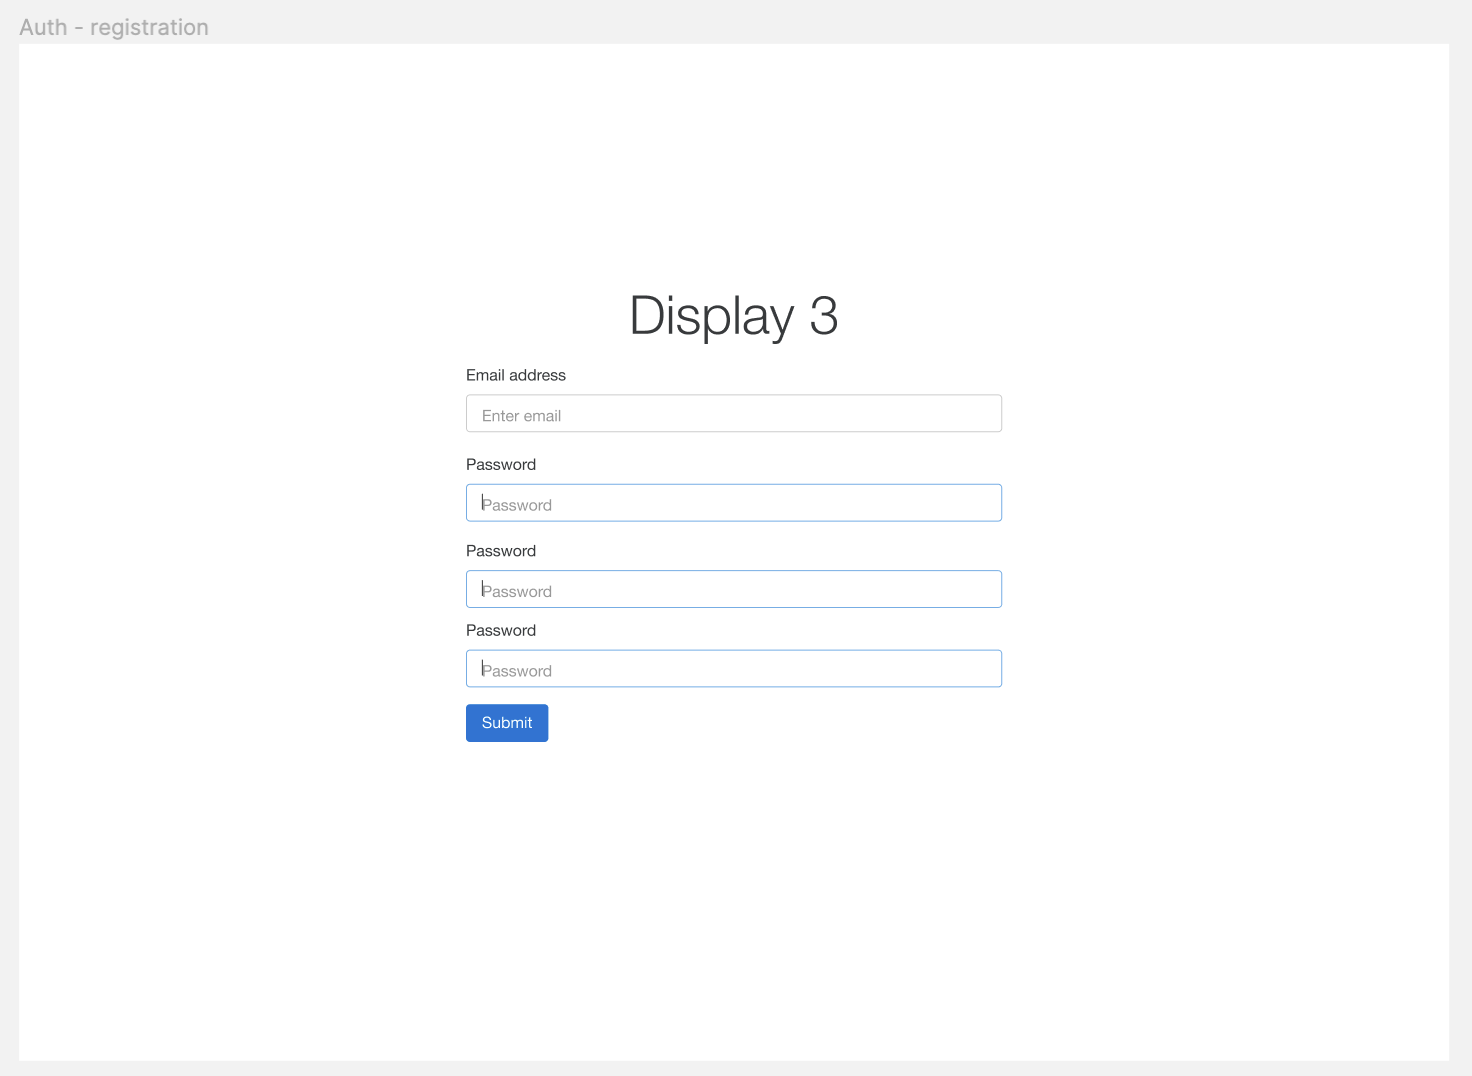 Auth - registration
Display 3
Email address
Enter email
Password
Password
Password
Password
Password
Password
Submit